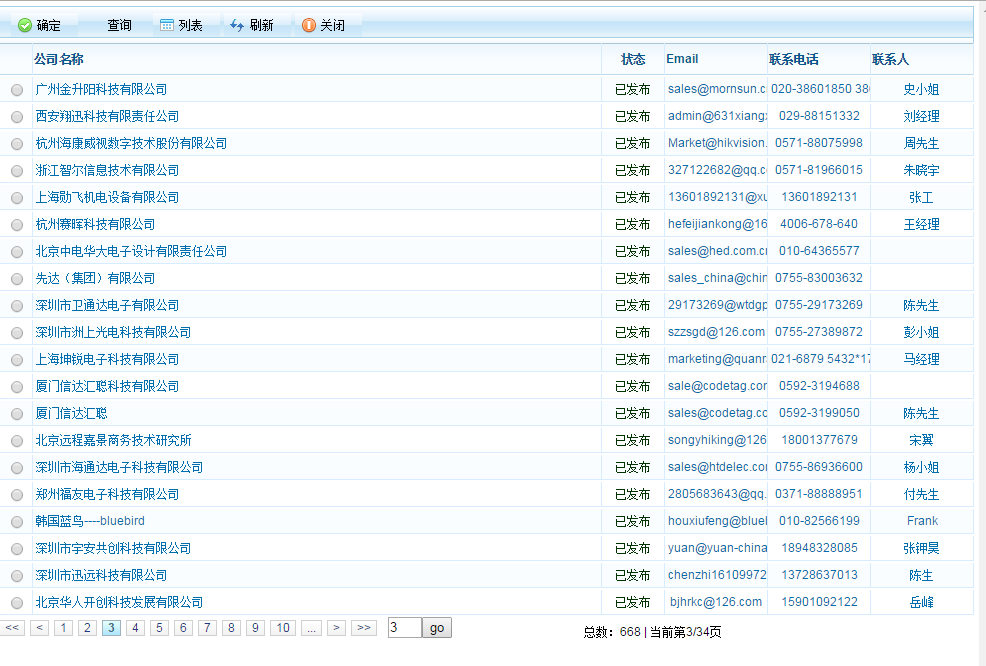 确定 查询 列表 刷新 关闭
公司名称 状态 Email 联系电话 联系人
广州金升阳科技有限公司 已发布 sales@mornsun.c 020-38601850 38 史小姐
西安翔迅科技有限责任公司 已发布 admin@631xiang 029-88151332 刘经理
杭州海康威视数字技术股份有限公司 已发布 Market@hikvision. 0571-88075998 周先生
浙江智尔信息技术有限公司 已发布 327122682@qq.c 0571-81966015 朱晓宇
上海勋飞机电设备有限公司 已发布 13601892131@xu 13601892131 张工
杭州赛晖科技有限公司 已发布 hefeijiankong@16 4006-678-640 王经理
北京中电华大电子设计有限责任公司 已发布 sales@hed.com.c 010-64365577
先达（集团）有限公司 已发布 sales_china@chin 0755-83003632
深圳市卫通达电子有限公司 已发布 29173269@wtdgp 0755-29173269 陈先生
深圳市洲上光电科技有限公司 已发布 szzsgd@126.com 0755-27389872 彭小姐
上海坤锐电子科技有限公司 已发布 marketing@quanr 021-6879 5432*17 马经理
厦门信达汇聪科技有限公司 已发布 sale@codetag.com 0592-3194688
厦门信达汇聪 已发布 sales@codetag.co 0592-3199050 陈先生
北京远程嘉景商务技术研究所 已发布 songyhiking@126 18001377679 宋翼
深圳市海通达电子科技有限公司 已发布 sales@htdelec.com 0755-86936600 杨小姐
郑州福友电子科技有限公司 已发布 2805683643@qq. 0371-88888951 付先生
韩国蓝鸟----bluebird 已发布 houxiufeng@bluel 010-82566199 Frank
深圳市宇安共创科技有限公司 已发布 yuan@yuan-china 18948328085 张钾昊
深圳市迅远科技有限公司 已发布 chenzhi16109972 13728637013 陈生
北京华人开创科技发展有限公司 已发布 bjhrkc@126.com 15901092122 岳峰
<< < 1 2 3 4 5 6 7 8 9 10 ... > >> 3 go 总数：668 | 当前第3/34页